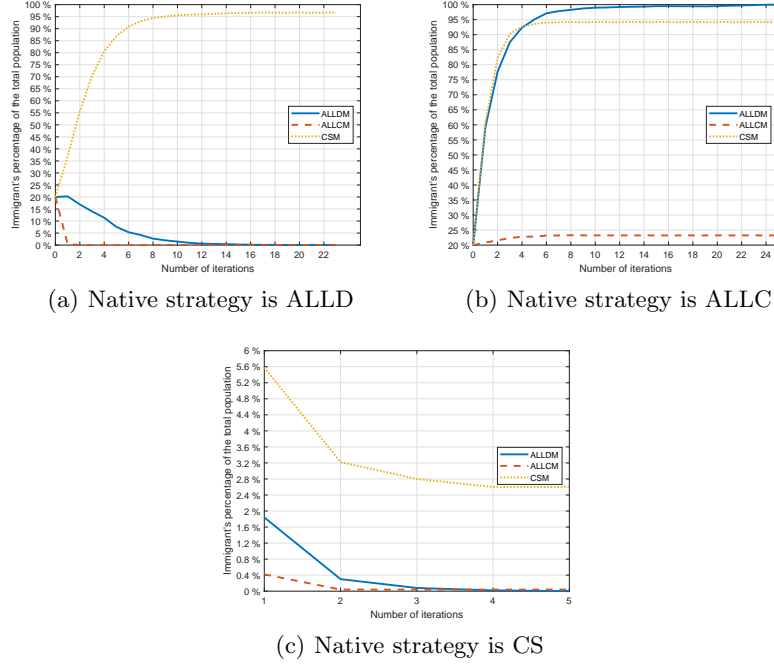 100 %
95 %
90 %
85 %
80 %
75 %
70 %
65 %
60 %
55 %
50 %
45 %
40 %
35 %
30 %
25 %
20 %
15 %
10 %
5 %
0 %
Immigrant's percentage of the total population
ALLDM
ALLCM
CSM
0 2 4 6 8 10 12 14 16 18 20 22
Number of iterations
(a) Native strategy is ALLD
100 %
95 %
90 %
85 %
80 %
75 %
70 %
65 %
60 %
55 %
50 %
45 %
40 %
35 %
30 %
25 %
20 %
Immigrant's percentage of the total population
ALLDM
ALLCM
CSM
0 2 4 6 8 10 12 14 16 18 20 22 24
Number of iterations
(b) Native strategy is ALLC
6 %
5.6 %
5.2 %
4.8 %
4.4 %
4 %
3.6 %
3.2 %
2.8 %
2.4 %
2 %
1.6 %
1.2 %
0.8 %
0.4 %
0 %
Immigrant's percentage of the total population
ALLDM
ALLCM
CSM
1 2 3 4 5
Number of iterations
(c) Native strategy is CS